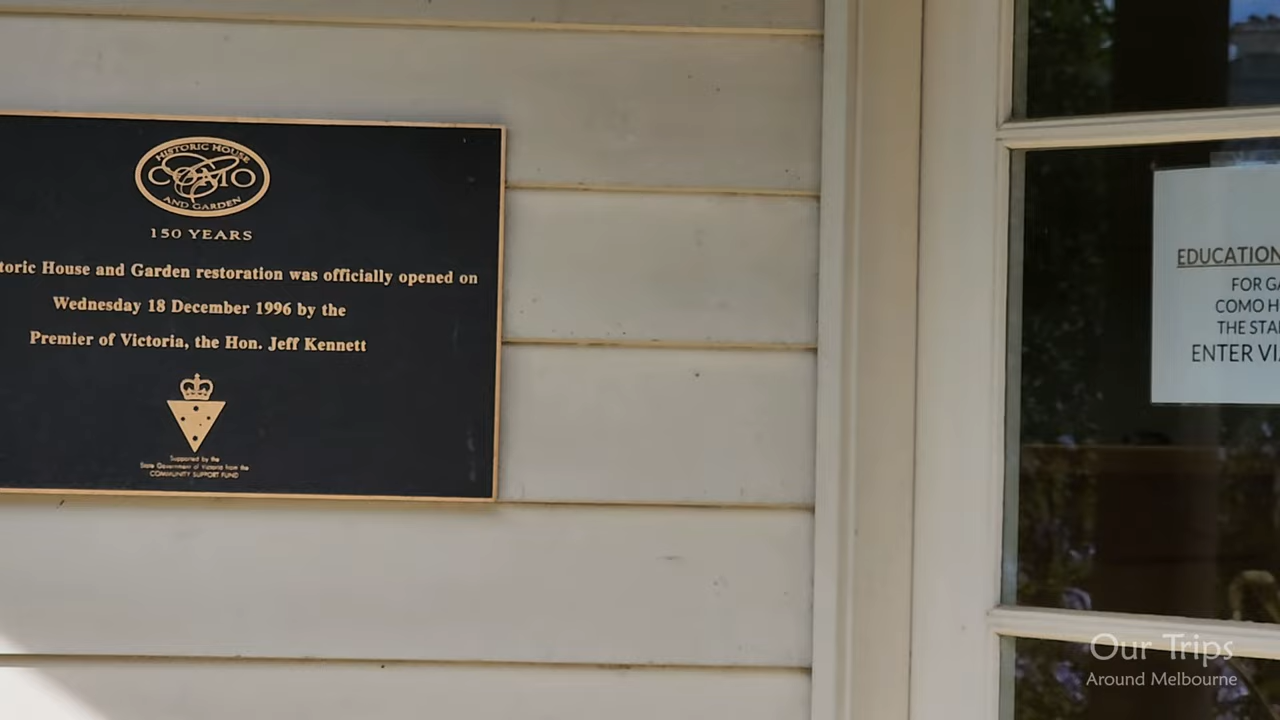 HISTORIC HOUSE
COMO
AND GARDEN
150 YEARS
toric House and Garden restoration was officially opened on
Wednesday 18 December 1996 by the
Premier of Victoria, the Hon. Jeff Kennett
Supported by the
State Government of Victoria from the
COMMUNITY SUPPORT FUND
EDUCATION
FOR GA
COMO H
THE STA
ENTER VIA
Our Trips
Around Melbourne